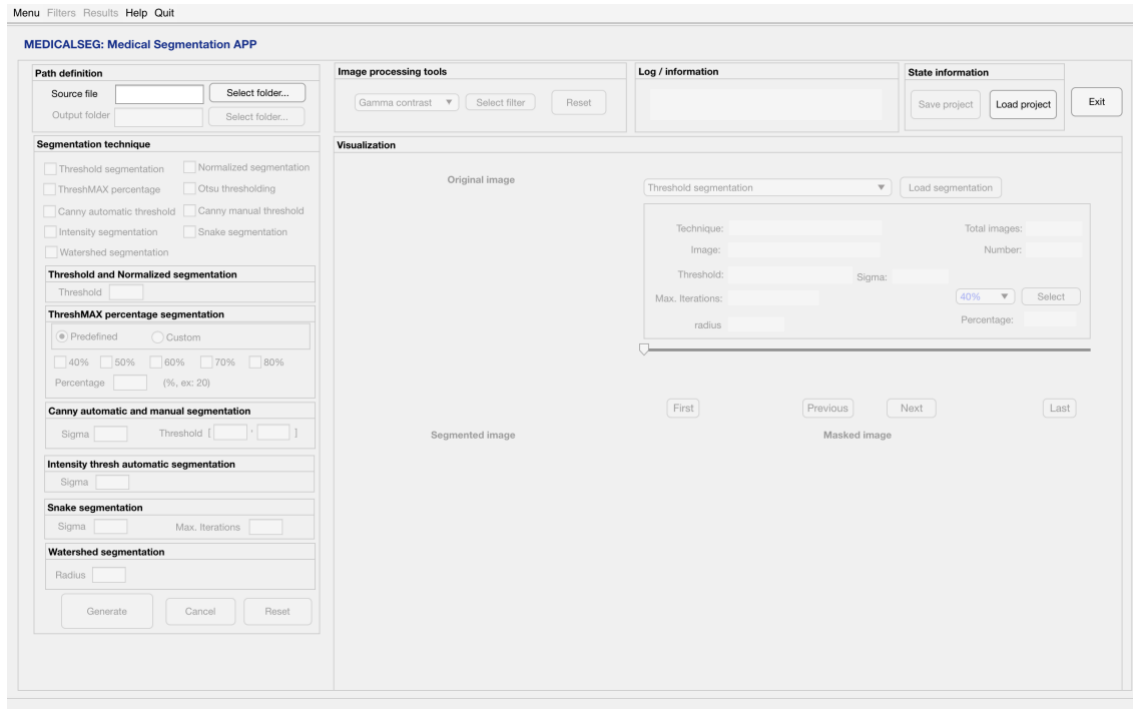 Menu Filters Results Help Quit
MEDICALSEG: Medical Segmentation APP
Path definition
Source file Select folder...
Output folder Select folder...
Image processing tools
Gamma contrast Select filter Reset
Log / information
State information
Save project Load project
Exit
Segmentation technique
Threshold segmentation Normalized segmentation
ThreshMAX percentage Otsu thresholding
Canny automatic threshold Canny manual threshold
Intensity segmentation Snake segmentation
Watershed segmentation
Threshold and Normalized segmentation
Threshold
ThreshMAX percentage segmentation
Predefined Custom
40% 50% 60% 70% 80%
Percentage (%, ex: 20)
Canny automatic and manual segmentation
Sigma Threshold [ ' ]
Intensity thresh automatic segmentation
Sigma
Snake segmentation
Sigma Max. Iterations
Watershed segmentation
Radius
Generate Cancel Reset
Visualization
Original image
Threshold segmentation Load segmentation
Technique: Total images:
Image: Number:
Threshold: Sigma:
Max. Iterations: 40% Select
radius Percentage:
First Previous Next Last
Segmented image Masked image